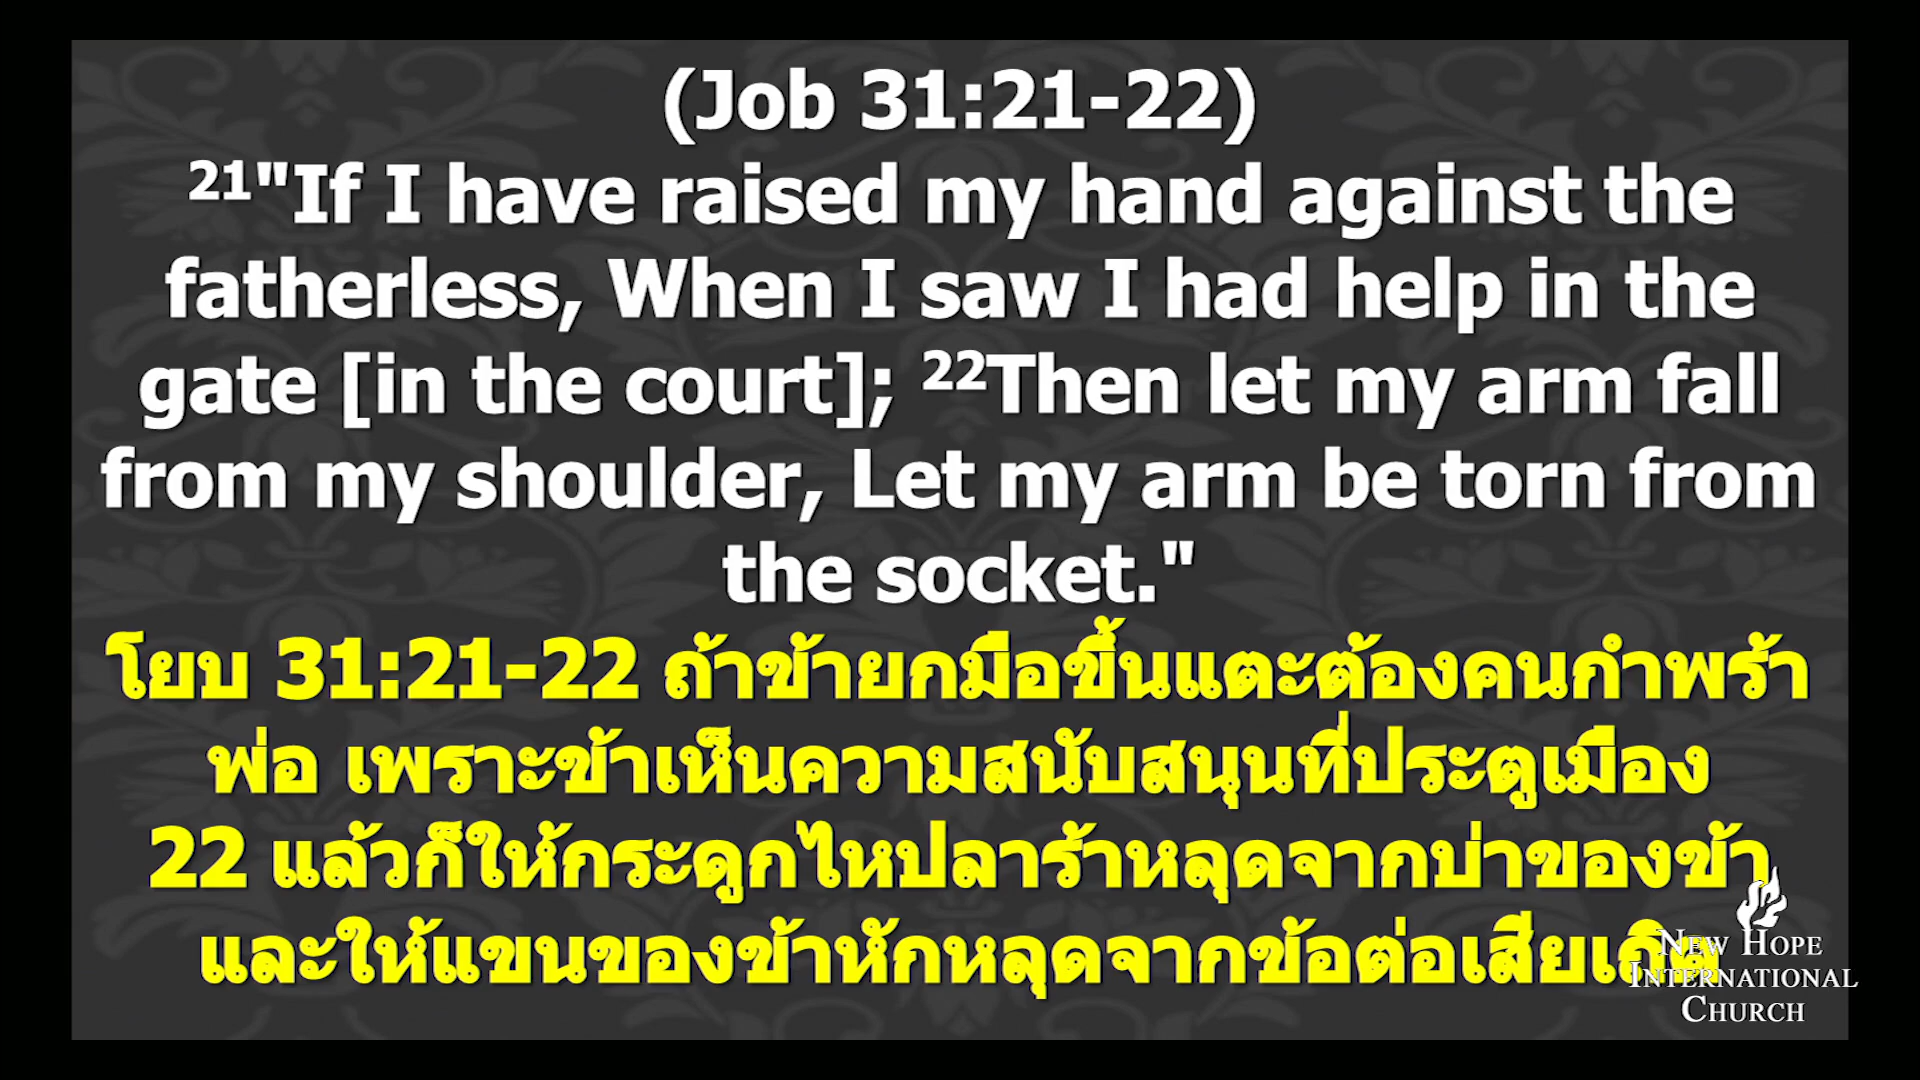 (Job 31:21-22)
21"If I have raised my hand against the
fatherless, When I saw I had help in the
gate [in the court]; 22Then let my arm fall
from my shoulder, Let my arm be torn from
the socket."
โยบ 31:21-22 ถ้าข้ายกมือขึ้นแตะต้องคนกำพร้า
พ่อ เพราะข้าเห็นความสนับสนุนที่ประตูเมือง
22 แล้วก็ให้กระดูกไหปลาร้าหลุดจากบ่าของข้า
และให้แขนของข้าหักหลุดจากข้อต่อเสียเถิด
NEW HOPE
INTERNATIONAL
CHURCH